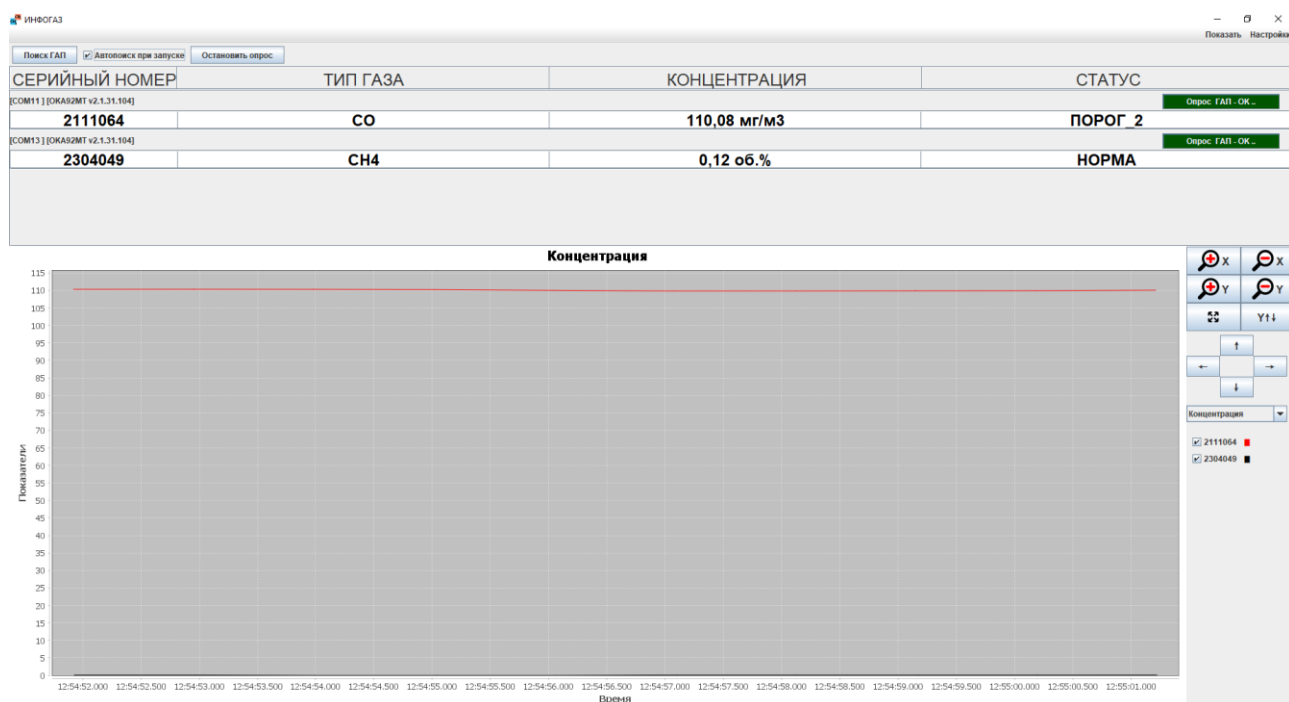 ИНФОГАЗ
Показать Настройки
Поиск ГАП Автопоиск при запуске Остановить опрос
СЕРИЙНЫЙ НОМЕР ТИП ГАЗА КОНЦЕНТРАЦИЯ СТАТУС
[COM11 ] [OKA92MT v2.1.31.104] Опрос ГАП - ОК ..
2111064 CO 110,08 мг/м3 ПОРОГ_2
[COM13 ] [OKA92MT v2.1.31.104] Опрос ГАП - ОК ..
2304049 CH4 0,12 об.% НОРМА
Концентрация
115
110
105
100
95
90
85
80
75
70
65
60
55
50
45
40
35
30
25
20
15
10
5
0
Показатели
12:54:52.000 12:54:52.500 12:54:53.000 12:54:53.500 12:54:54.000 12:54:54.500 12:54:55.000 12:54:55.500 12:54:56.000 12:54:56.500 12:54:57.000 12:54:57.500 12:54:58.000 12:54:58.500 12:54:59.000 12:54:59.500 12:55:00.000 12:55:00.500 12:55:01.000
Время
X X
Y Y
Y↑↓
↑
← →
↓
Концентрация
2111064
2304049